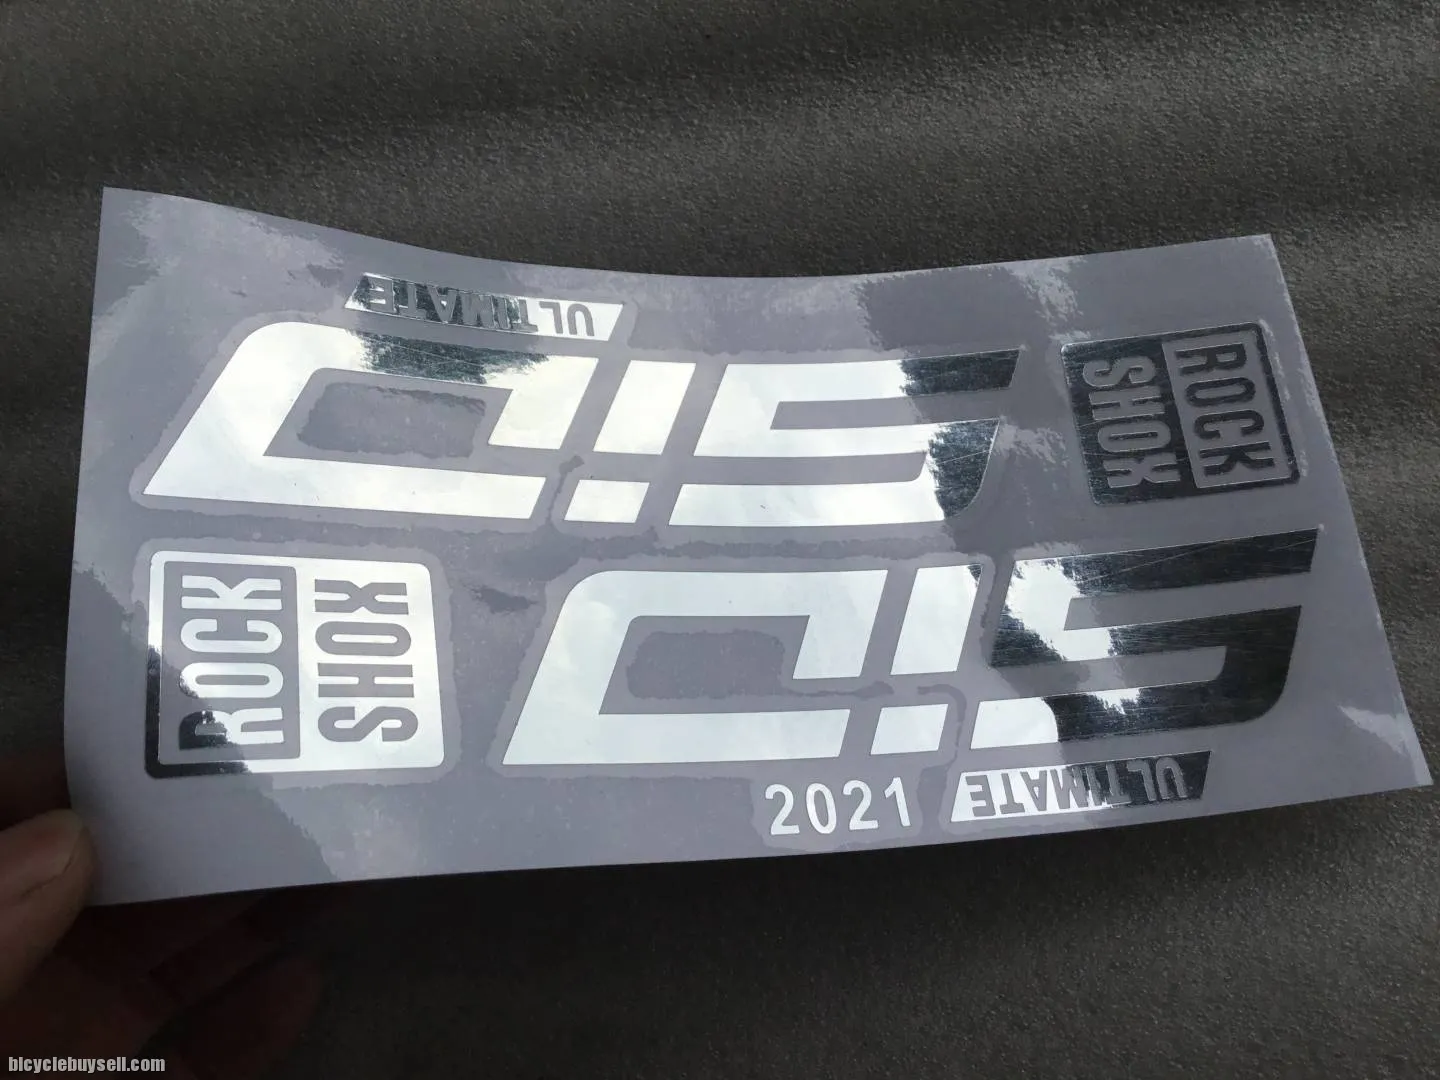 ULTIMATE
SID
ROCK
SHOX
ROCK
SHOX
SID
2021
ULTIMATE
bicyclebuysell.com